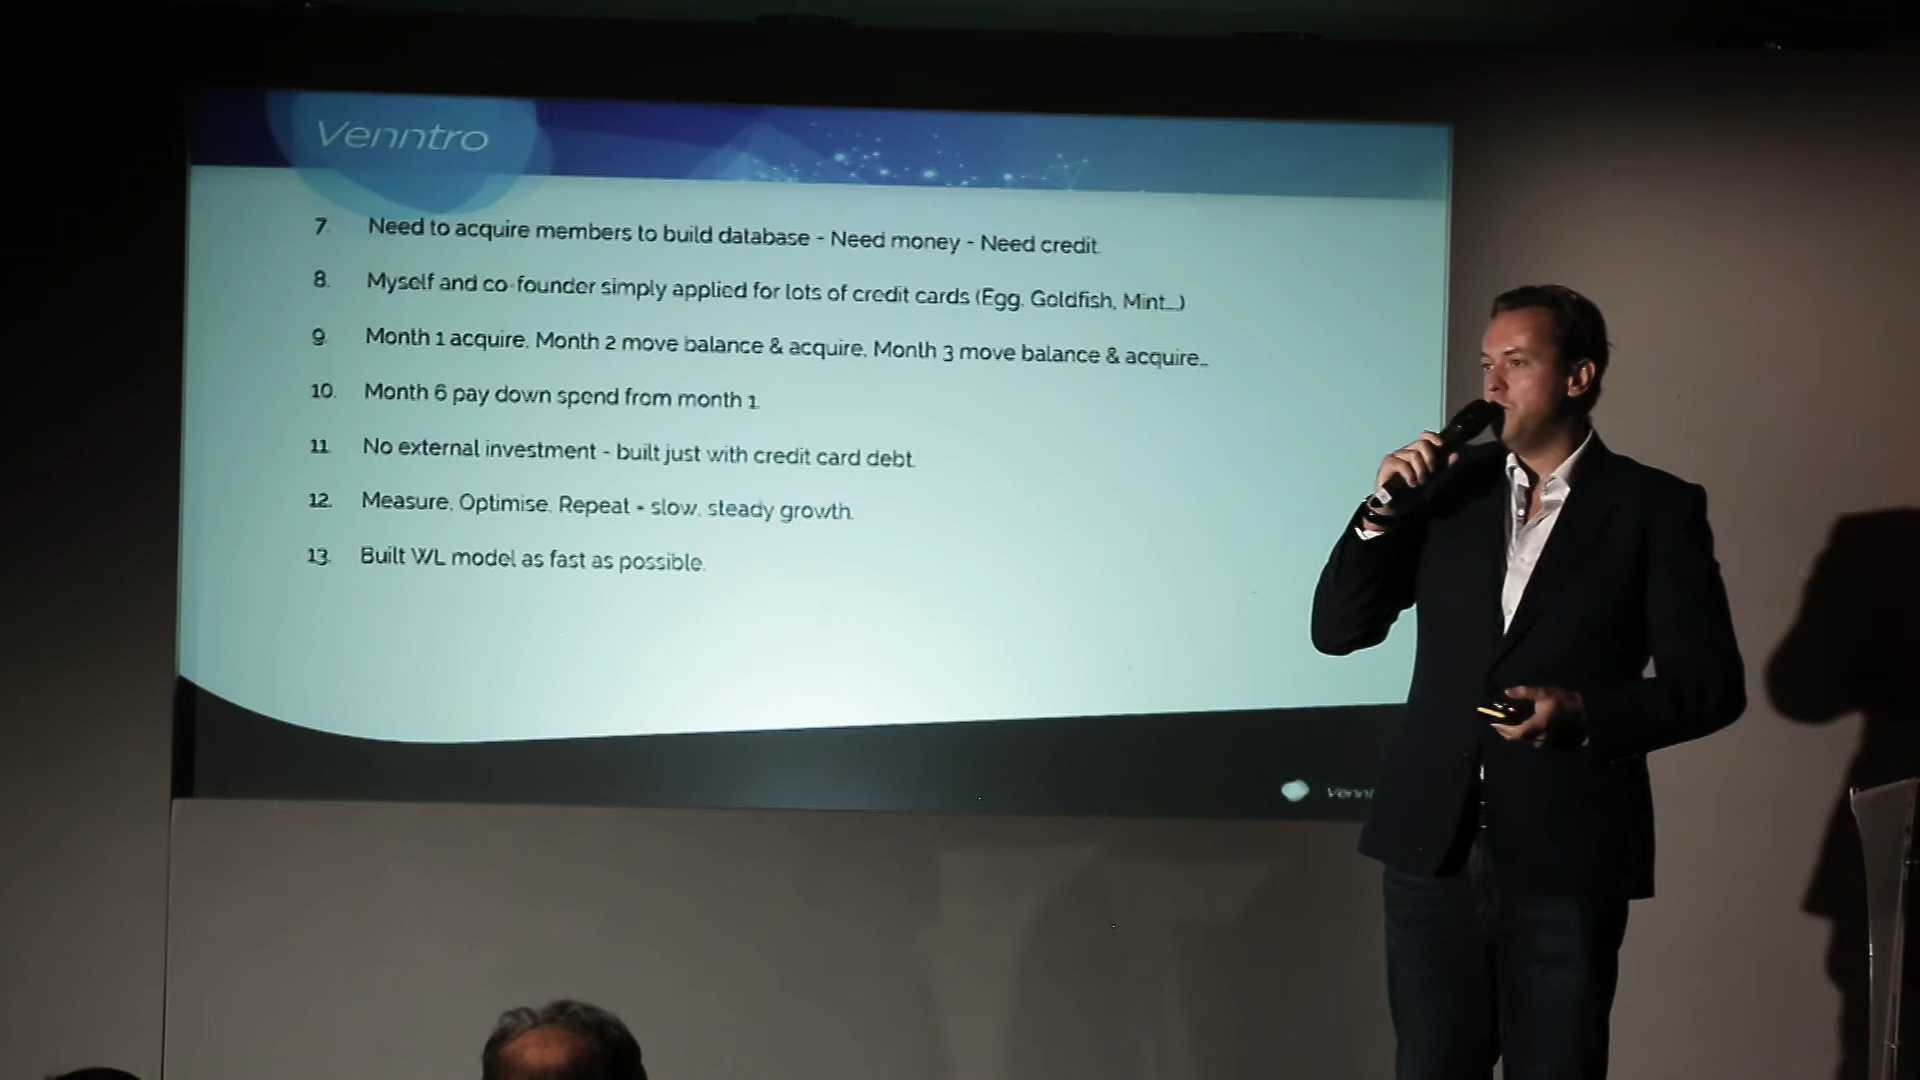 Venntro
7. Need to acquire members to build database - Need money - Need credit.
8. Myself and co-founder simply applied for lots of credit cards (Egg, Goldfish, Mint...)
9. Month 1 acquire, Month 2 move balance & acquire, Month 3 move balance & acquire...
10. Month 6 pay down spend from month 1.
11. No external investment - built just with credit card debt.
12. Measure, Optimise, Repeat - slow, steady growth.
13. Built WL model as fast as possible.
Vennt